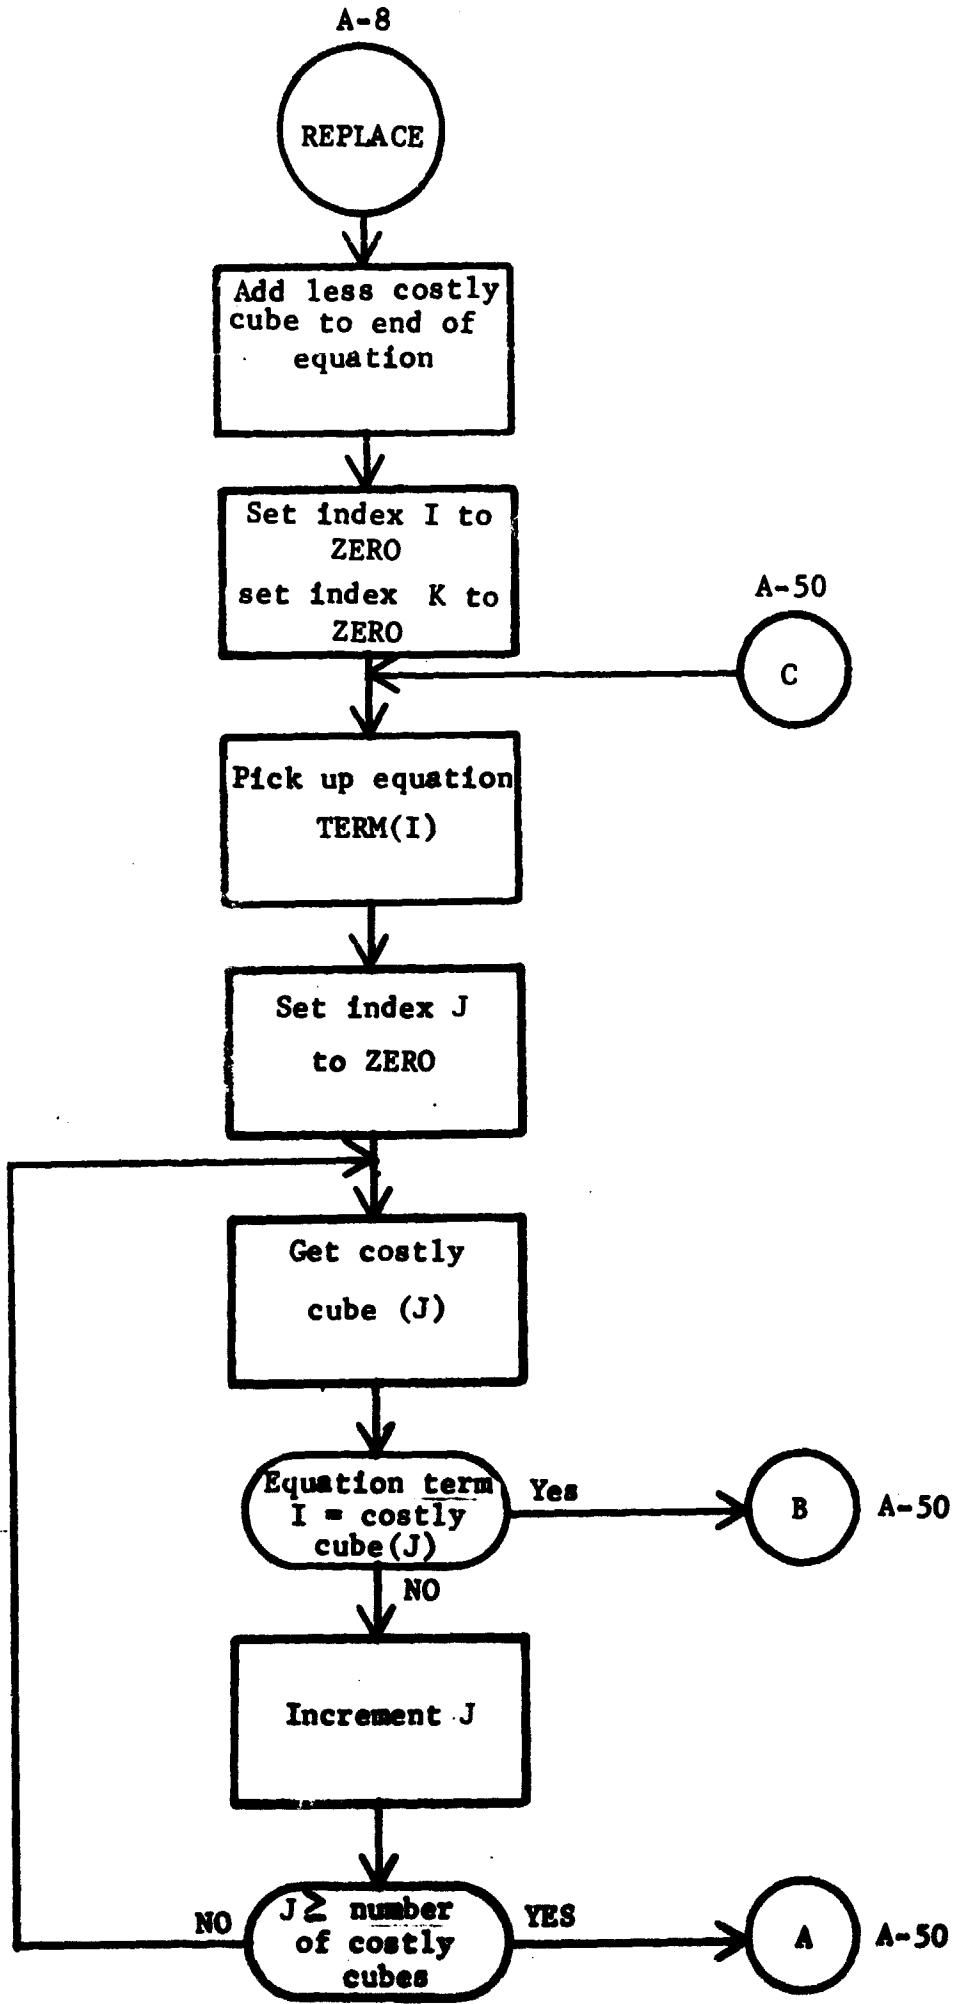 A-8
REPLACE
Add less costly
cube to end of
equation
Set index I to
ZERO
set index K to
ZERO
A-50
C
Pick up equation
TERM(I)
Set index J
to ZERO
Get costly
cube (J)
Equation term
I = costly
cube(J)
Yes
B
A-50
NO
Increment J
J ≥ number
of costly
cubes
NO
YES
A
A-50